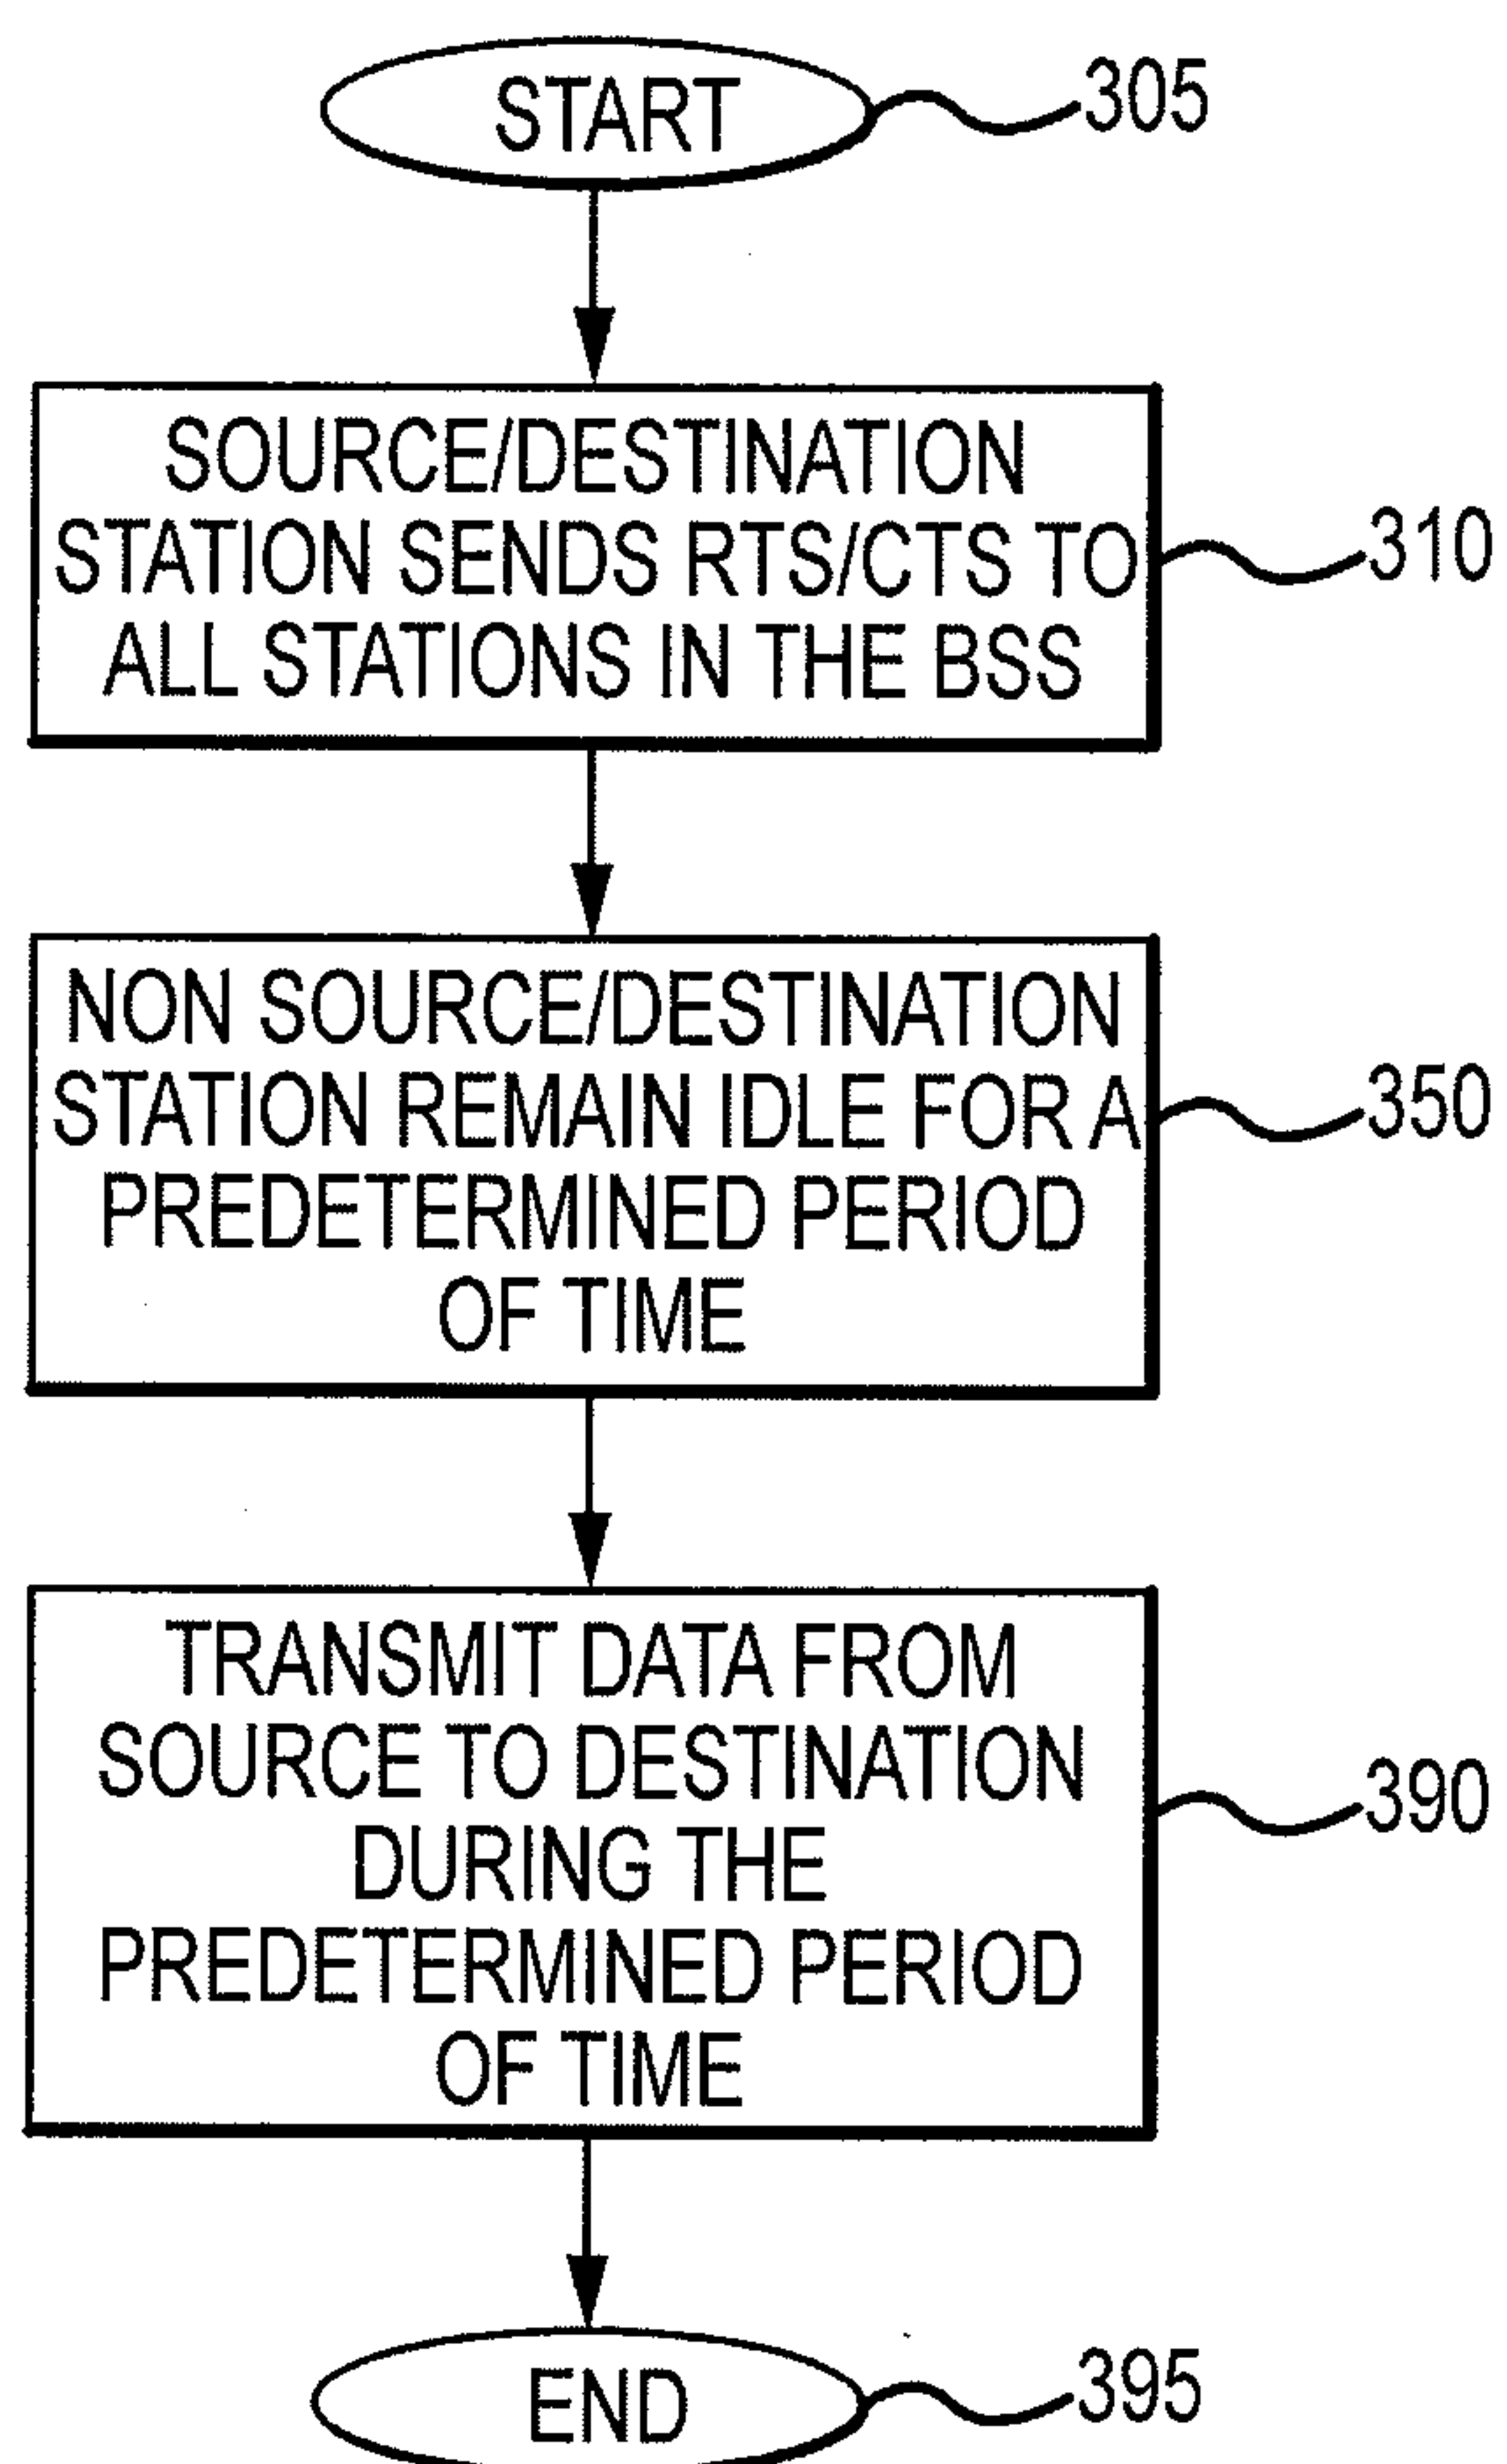 START
305
SOURCE/DESTINATION
STATION SENDS RTS/CTS TO
ALL STATIONS IN THE BSS
310
NON SOURCE/DESTINATION
STATION REMAIN IDLE FOR A
PREDETERMINED PERIOD
OF TIME
350
TRANSMIT DATA FROM
SOURCE TO DESTINATION
DURING THE
PREDETERMINED PERIOD
OF TIME
390
END
395